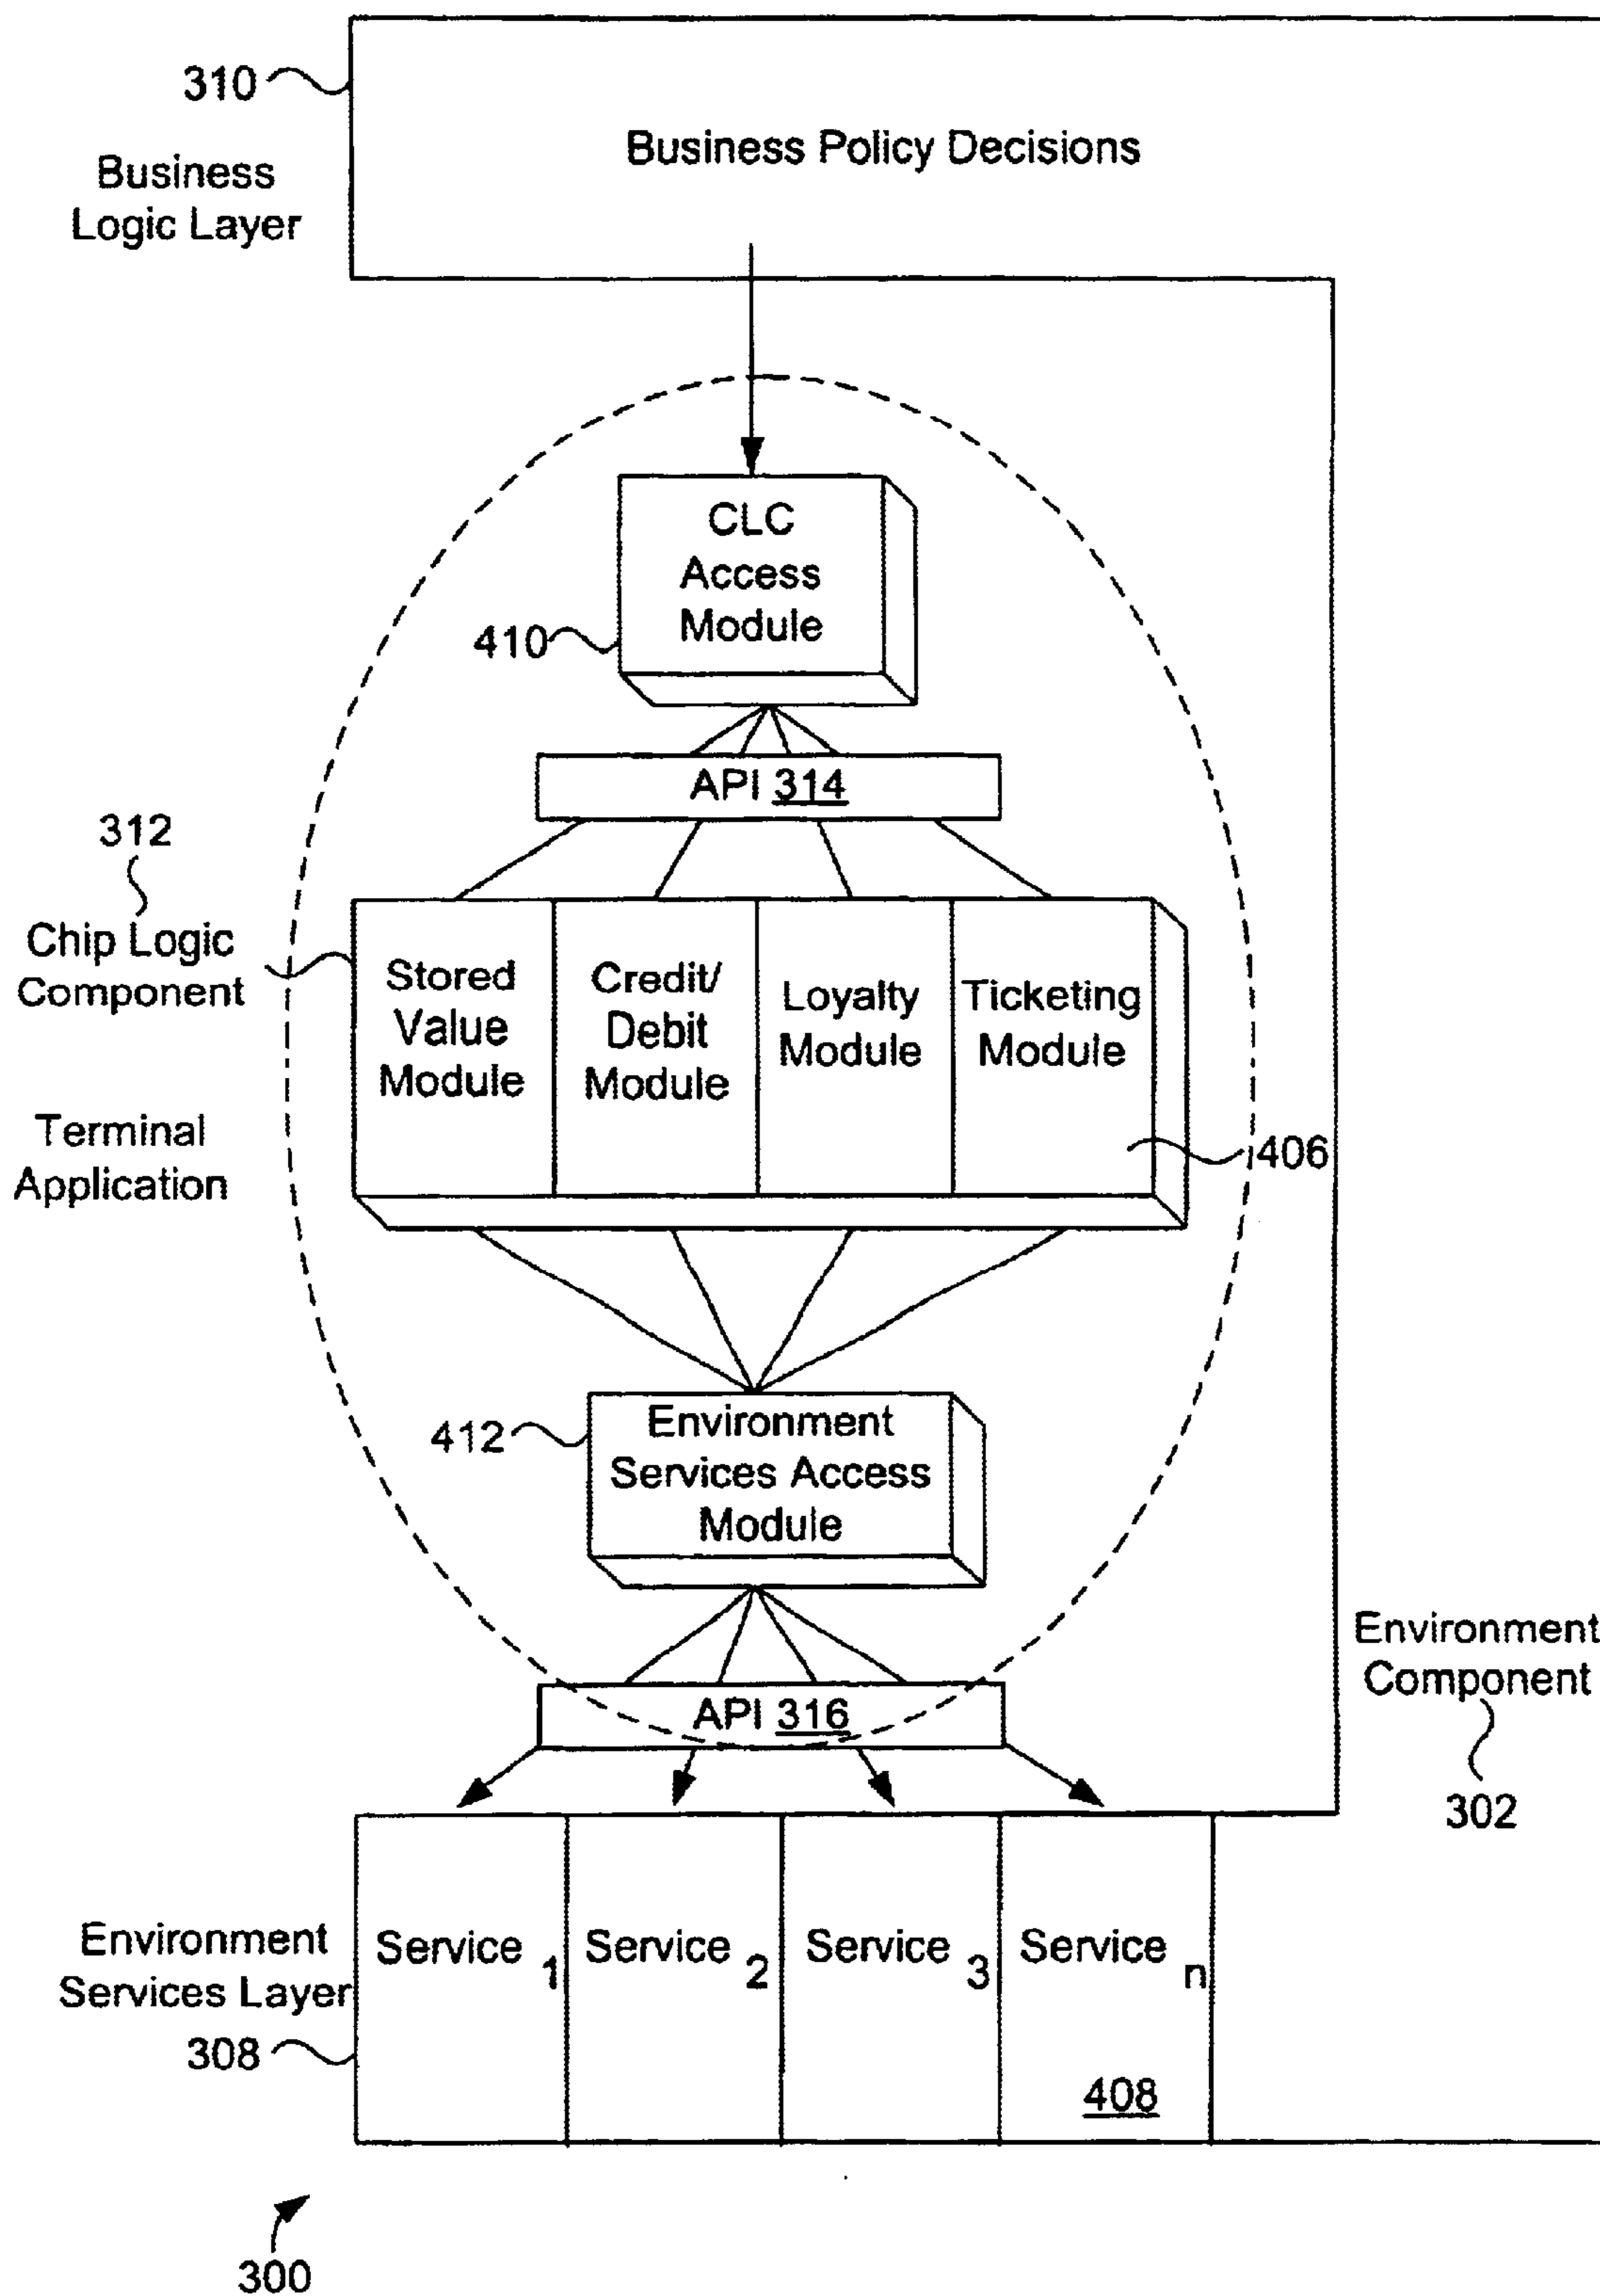 310
Business
Logic Layer
Business Policy Decisions
CLC
Access
Module
410
API 314
312
Chip Logic
Component
Stored
Value
Module
Credit/
Debit
Module
Loyalty
Module
Ticketing
Module
406
Terminal
Application
412
Environment
Services Access
Module
API 316
Environment
Component
302
Environment
Services Layer
308
Service 1
Service 2
Service 3
Service n
408
300